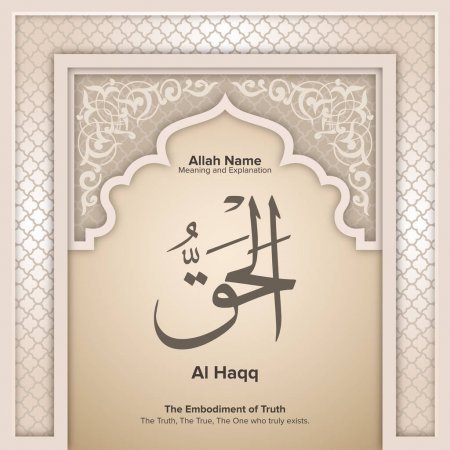 Allah Name
Meaning and Explanation
الْحَقُّ
Al Haqq
The Embodiment of Truth
The Truth, The True, The One who truly exists.